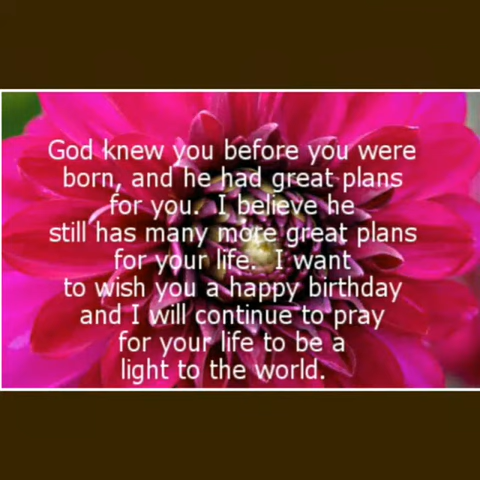 God knew you before you were
born, and he had great plans
for you. I believe he
still has many more great plans
for your life. I want
to wish you a happy birthday
and I will continue to pray
for your life to be a
light to the world.